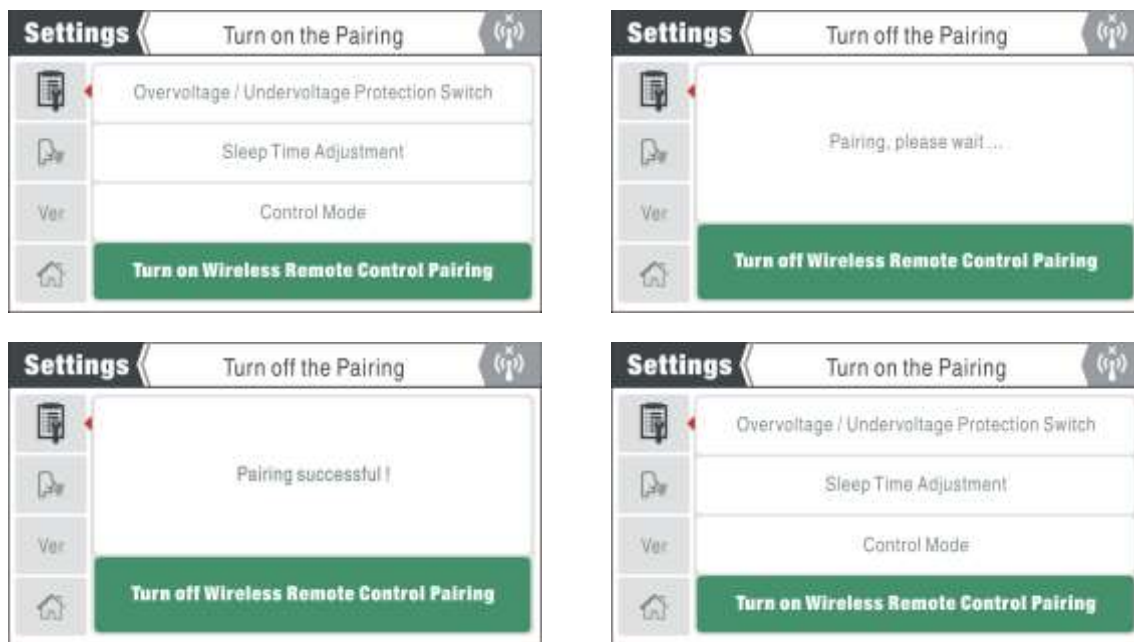 Settings
Turn on the Pairing
Overvoltage / Undervoltage Protection Switch
Sleep Time Adjustment
Ver
Control Mode
Turn on Wireless Remote Control Pairing
Settings
Turn off the Pairing
Pairing, please wait ...
Ver
Turn off Wireless Remote Control Pairing
Settings
Turn off the Pairing
Pairing successful !
Ver
Turn off Wireless Remote Control Pairing
Settings
Turn on the Pairing
Overvoltage / Undervoltage Protection Switch
Sleep Time Adjustment
Ver
Control Mode
Turn on Wireless Remote Control Pairing